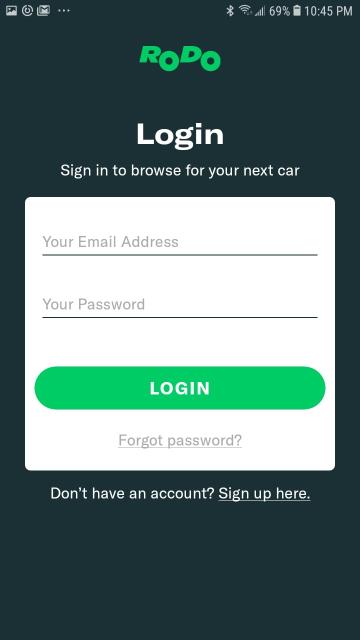 69% 10:45 PM
RODO
Login
Sign in to browse for your next car
Your Email Address
Your Password
LOGIN
Forgot password?
Don't have an account? Sign up here.